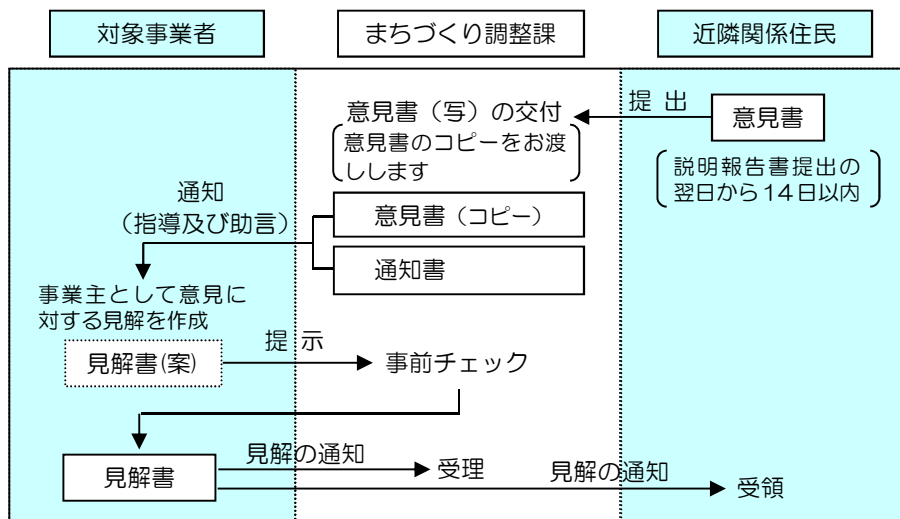 対象事業者
まちづくり調整課
近隣関係住民
提 出
意見書
説明報告書提出の
翌日から14日以内
意見書（写）の交付
意見書のコピーをお渡
しします
通知
（指導及び助言）
意見書（コピー）
通知書
事業主として意見に
対する見解を作成
見解書(案)
提 示
事前チェック
見解書
見解の通知
受理
見解の通知
受領